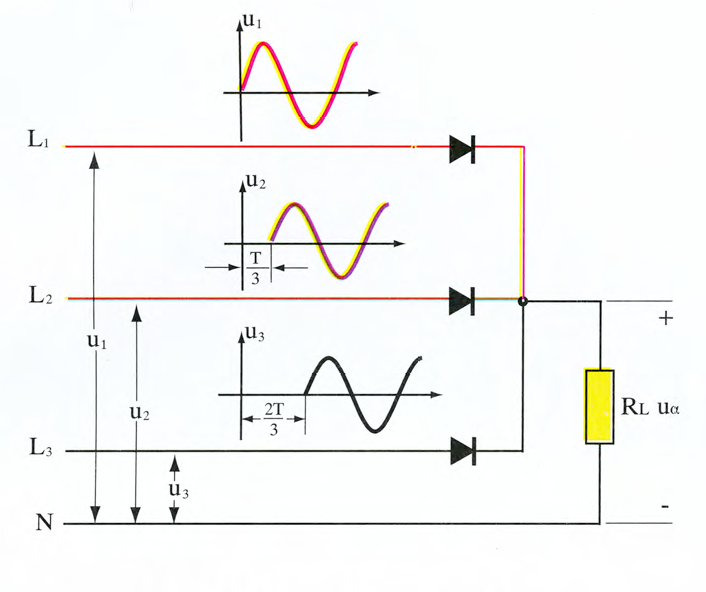 u₁
L₁
u₂
T
3
L₂
+
u₃
u₁
2T
3
u₂
RL uα
L₃
u₃
-
N